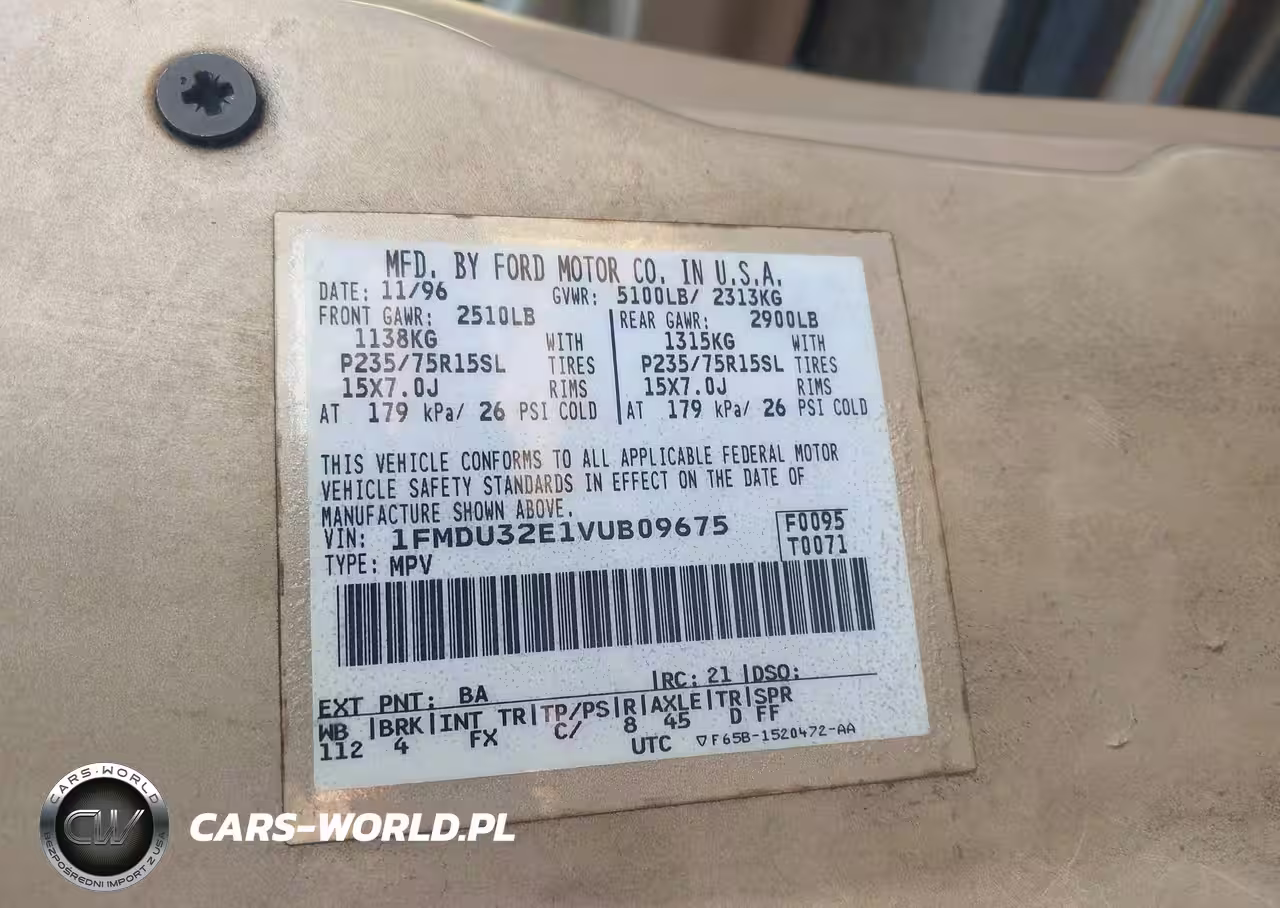 MFD. BY FORD MOTOR CO. IN U.S.A.
DATE: 11/96 GVWR: 5100LB/ 2313KG
FRONT GAWR: 2510LB REAR GAWR: 2900LB
1138KG WITH 1315KG WITH
P235/75R15SL TIRES P235/75R15SL TIRES
15X7.0J RIMS 15X7.0J RIMS
AT 179 kPa/ 26 PSI COLD AT 179 kPa/ 26 PSI COLD
THIS VEHICLE CONFORMS TO ALL APPLICABLE FEDERAL MOTOR
VEHICLE SAFETY STANDARDS IN EFFECT ON THE DATE OF
MANUFACTURE SHOWN ABOVE.
VIN: 1FMDU32E1VUB09675 F0095
TYPE: MPV T0071
EXT PNT: BA RC: 21 DSO:
WB BRK INT TR TP/PS R AXLE TR SPR
112 4 FX C/ 8 45 D FF
UTC ▽F65B-1520472-AA
CARS-WORLD
CW
BEZPOŚREDNI IMPORT Z USA
CARS-WORLD.PL